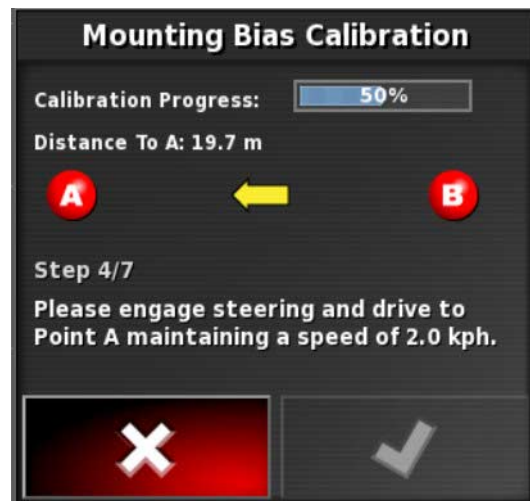 Mounting Bias Calibration
Calibration Progress: 50%
Distance To A: 19.7 m
A B
Step 4/7
Please engage steering and drive to
Point A maintaining a speed of 2.0 kph.